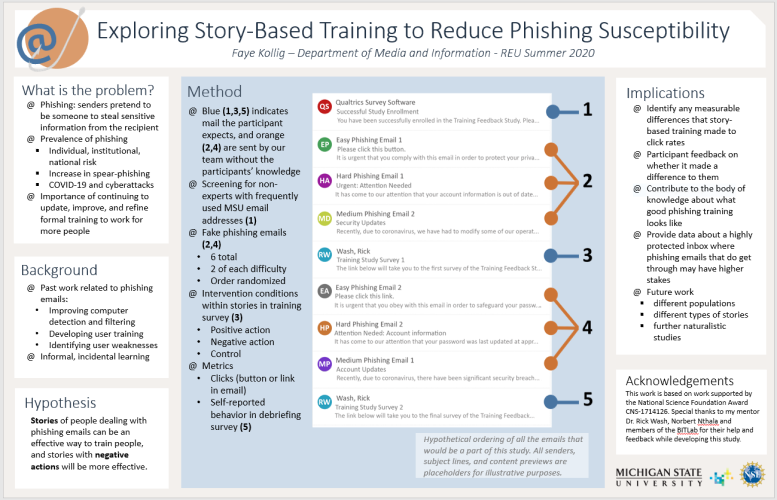 Exploring Story-Based Training to Reduce Phishing Susceptibility
Faye Kollig – Department of Media and Information - REU Summer 2020
What is the problem?
@ Phishing: senders pretend to
be someone to steal sensitive
information from the recipient
@ Prevalence of phishing
▪ Individual, institutional,
national risk
▪ Increase in spear-phishing
▪ COVID-19 and cyberattacks
@ Importance of continuing to
update, improve, and refine
formal training to work for
more people
Background
@ Past work related to phishing
emails:
• Improving computer
detection and filtering
• Developing user training
• Identifying user weaknesses
@ Informal, incidental learning
Hypothesis
Stories of people dealing with
phishing emails can be an
effective way to train people,
and stories with negative
actions will be more effective.
Method
@ Blue (1,3,5) indicates
mail the participant
expects, and orange
(2,4) are sent by our
team without the
participants' knowledge
@ Screening for non-
experts with frequently
used MSU email
addresses (1)
@ Fake phishing emails
(2,4)
• 6 total
• 2 of each difficulty
• Order randomized
@ Intervention conditions
within stories in training
survey (3)
• Positive action
• Negative action
• Control
@ Metrics
• Clicks (button or link
in email)
• Self-reported
behavior in debriefing
survey (5)
QS
Qualtrics Survey Software
Successful Study Enrollment
You have been successfully enrolled in the Training Feedback Study. Plea...
1
EP
Easy Phishing Email 1
Please click this button.
It is urgent that you comply with this email in order to protect your priva...
HA
Hard Phishing Email 1
Urgent: Attention Needed
It has come to our attention that your account information is out of date...
2
MD
Medium Phishing Email 2
Security Updates
Recently, due to coronavirus, we have had to modify some of our operat...
RW
Wash, Rick
Training Study Survey 1
The link below will take you to the first survey of the Training Feedback St...
3
EA
Easy Phishing Email 2
Please click this link.
It is urgent that you obey with this email in order to safeguard your passw...
HP
Hard Phishing Email 2
Attention Needed: Account information
It has come to our attention that your password was last updated at appr...
4
MP
Medium Phishing Email 1
Account Updates
Recently, due to coronavirus, there have been significant security breach...
RW
Wash, Rick
Training Study Survey 2
The link below will take you to the final survey of the Training Feedback...
5
Hypothetical ordering of all the emails that
would be a part of this study. All senders,
subject lines, and content previews are
placeholders for illustrative purposes.
Implications
@ Identify any measurable
differences that story-
based training made to
click rates
@ Participant feedback on
whether it made a
difference to them
@ Contribute to the body of
knowledge about what
good phishing training
looks like
@ Provide data about a highly
protected inbox where
phishing emails that do get
through may have higher
stakes
@ Future work
▪ different populations
▪ different types of stories
▪ further naturalistic
studies
Acknowledgements
This work is based on work supported by
the National Science Foundation Award
CNS-1714126. Special thanks to my mentor
Dr. Rick Wash, Norbert Nthala and
members of the BITLab for their help and
feedback while developing this study.
MICHIGAN STATE
UNIVERSITY
NSF